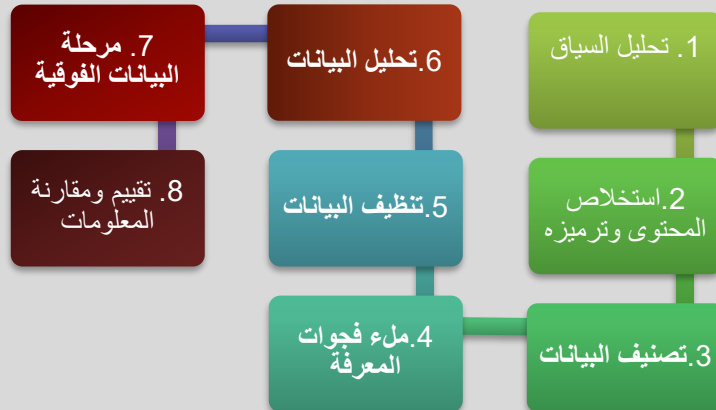 1. تحليل السياق
2.استخلاص
المحتوى وترميزه
3.تصنيف البيانات
4.ملء فجوات
المعرفة
5.تنظيف البيانات
6.تحليل البيانات
7. مرحلة
البيانات الفوقية
8. تقييم ومقارنة
المعلومات